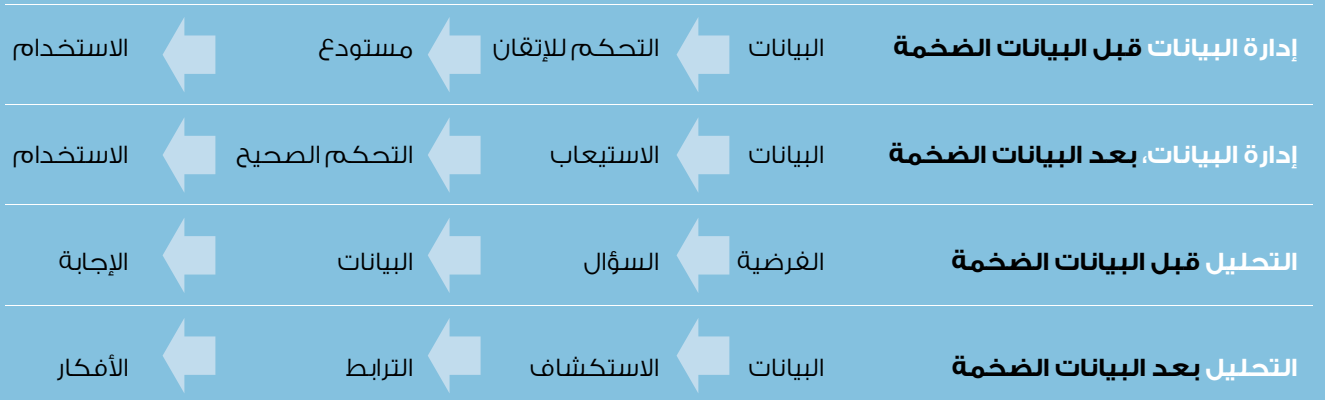 إدارة البيانات قبل البيانات الضخمة البيانات التحكم للإتقان مستودع الاستخدام
إدارة البيانات، بعد البيانات الضخمة البيانات الاستيعاب التحكم الصحيح الاستخدام
التحليل قبل البيانات الضخمة الفرضية السؤال البيانات الإجابة
التحليل بعد البيانات الضخمة البيانات الاستكشاف الترابط الأفكار